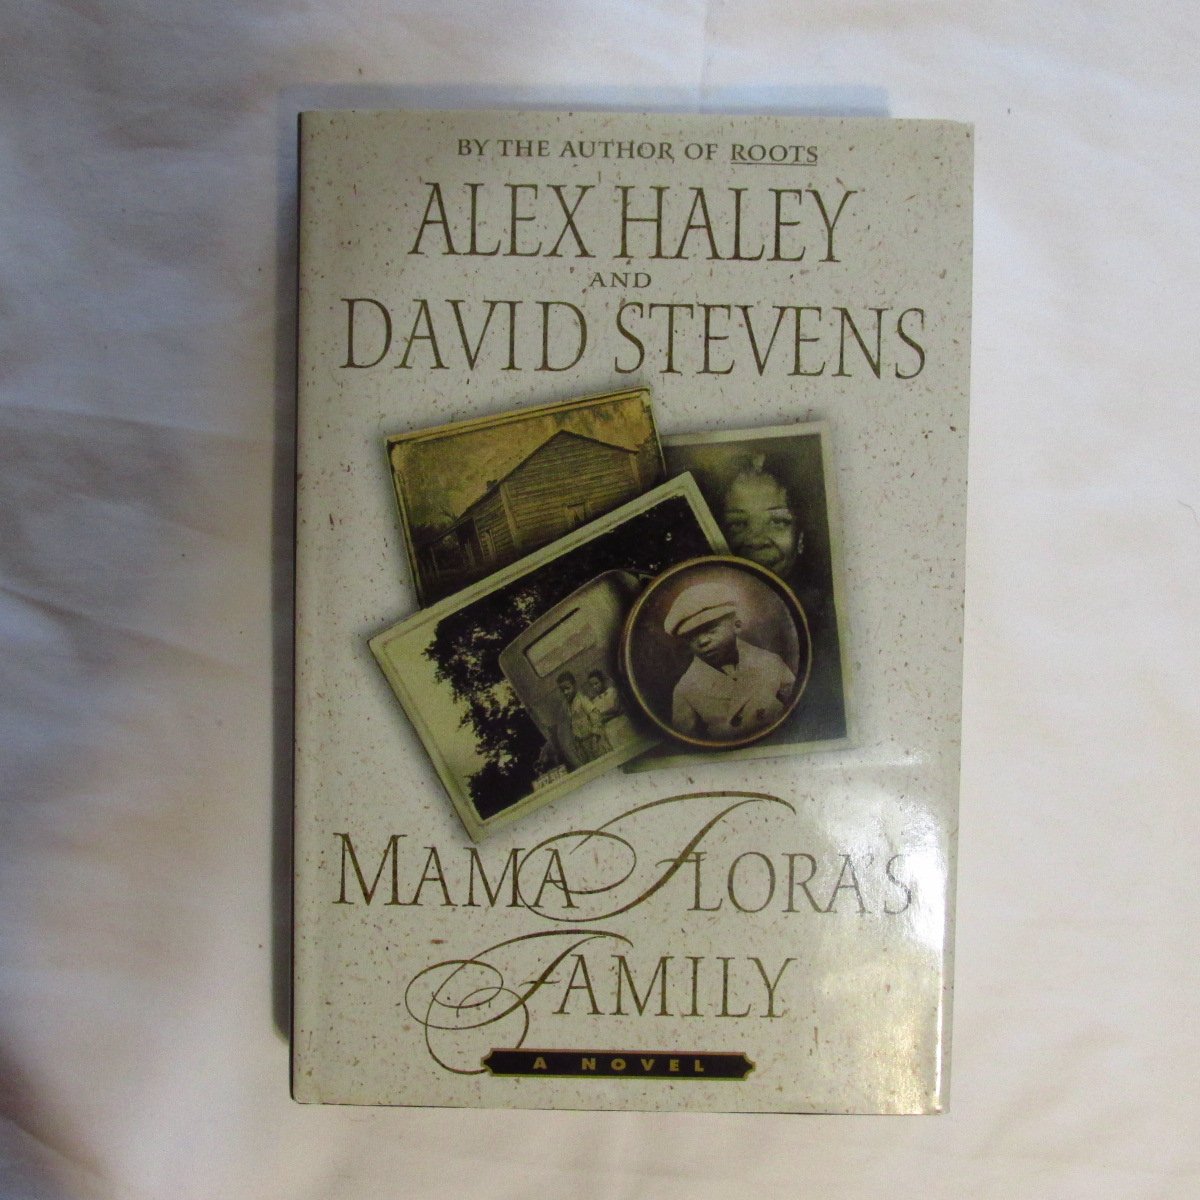 BY THE AUTHOR OF ROOTS
ALEX HALEY
AND
DAVID STEVENS
MAMA FLORA'S
FAMILY
A NOVEL